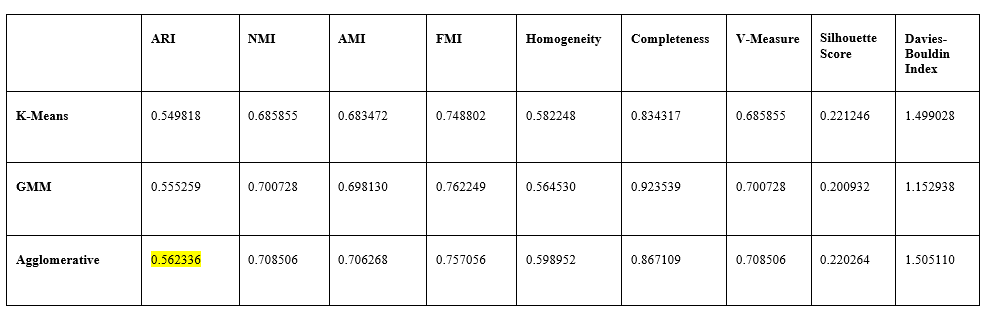 ARI NMI AMI FMI Homogeneity Completeness V-Measure Silhouette Score Davies-Bouldin Index
K-Means 0.549818 0.685855 0.683472 0.748802 0.582248 0.834317 0.685855 0.221246 1.499028
GMM 0.555259 0.700728 0.698130 0.762249 0.564530 0.923539 0.700728 0.200932 1.152938
Agglomerative 0.562336 0.708506 0.706268 0.757056 0.598952 0.867109 0.708506 0.220264 1.505110